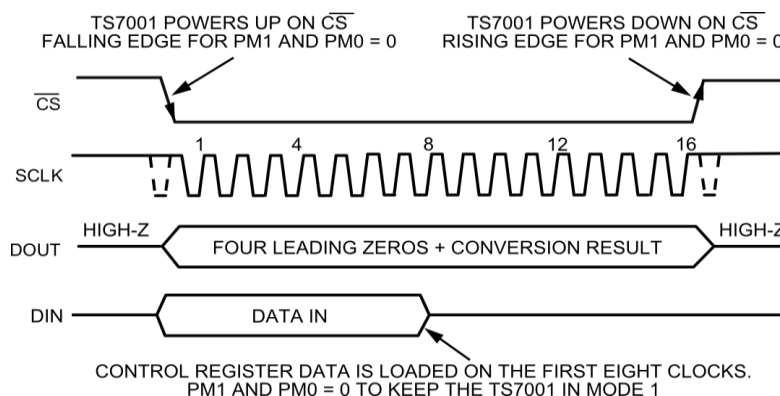 TS7001 POWERS UP ON CS
FALLING EDGE FOR PM1 AND PM0 = 0
TS7001 POWERS DOWN ON CS
RISING EDGE FOR PM1 AND PM0 = 0
CS
1 4 8 12 16
SCLK
HIGH-Z
HIGH-Z
DOUT
FOUR LEADING ZEROS + CONVERSION RESULT
DIN
DATA IN
CONTROL REGISTER DATA IS LOADED ON THE FIRST EIGHT CLOCKS.
PM1 AND PM0 = 0 TO KEEP THE TS7001 IN MODE 1